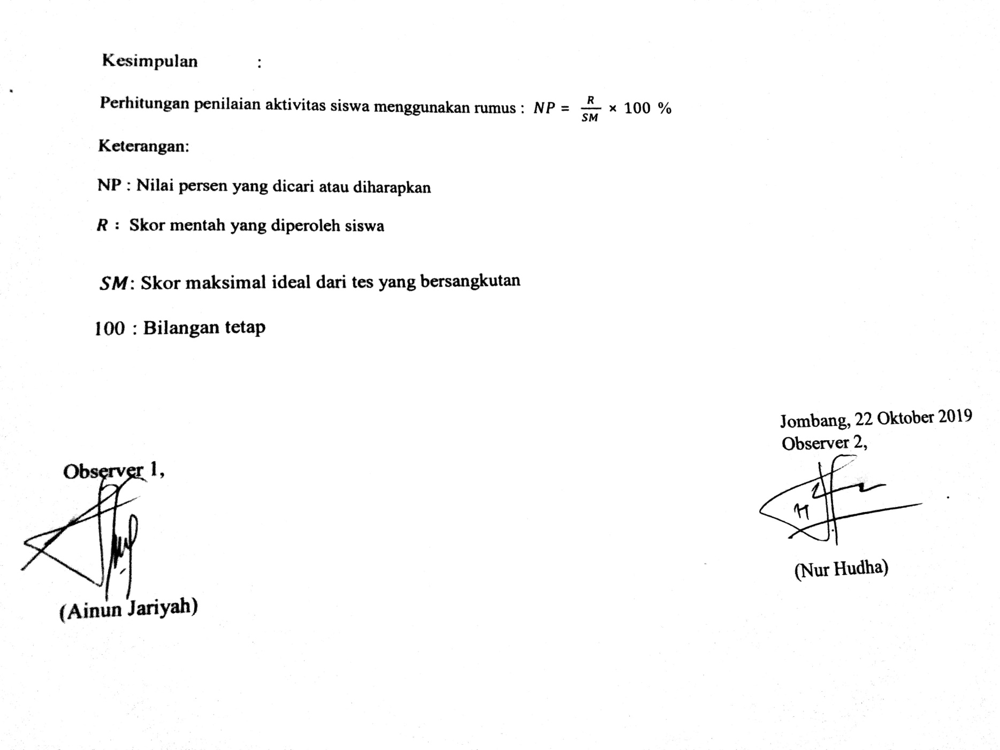 Kesimpulan :
Perhitungan penilaian aktivitas siswa menggunakan rumus : NP = R/SM × 100 %
Keterangan:
NP : Nilai persen yang dicari atau diharapkan
R : Skor mentah yang diperoleh siswa
SM : Skor maksimal ideal dari tes yang bersangkutan
100 : Bilangan tetap
Jombang, 22 Oktober 2019
Observer 2,
Observer 1,
(Nur Hudha)
(Ainun Jariyah)